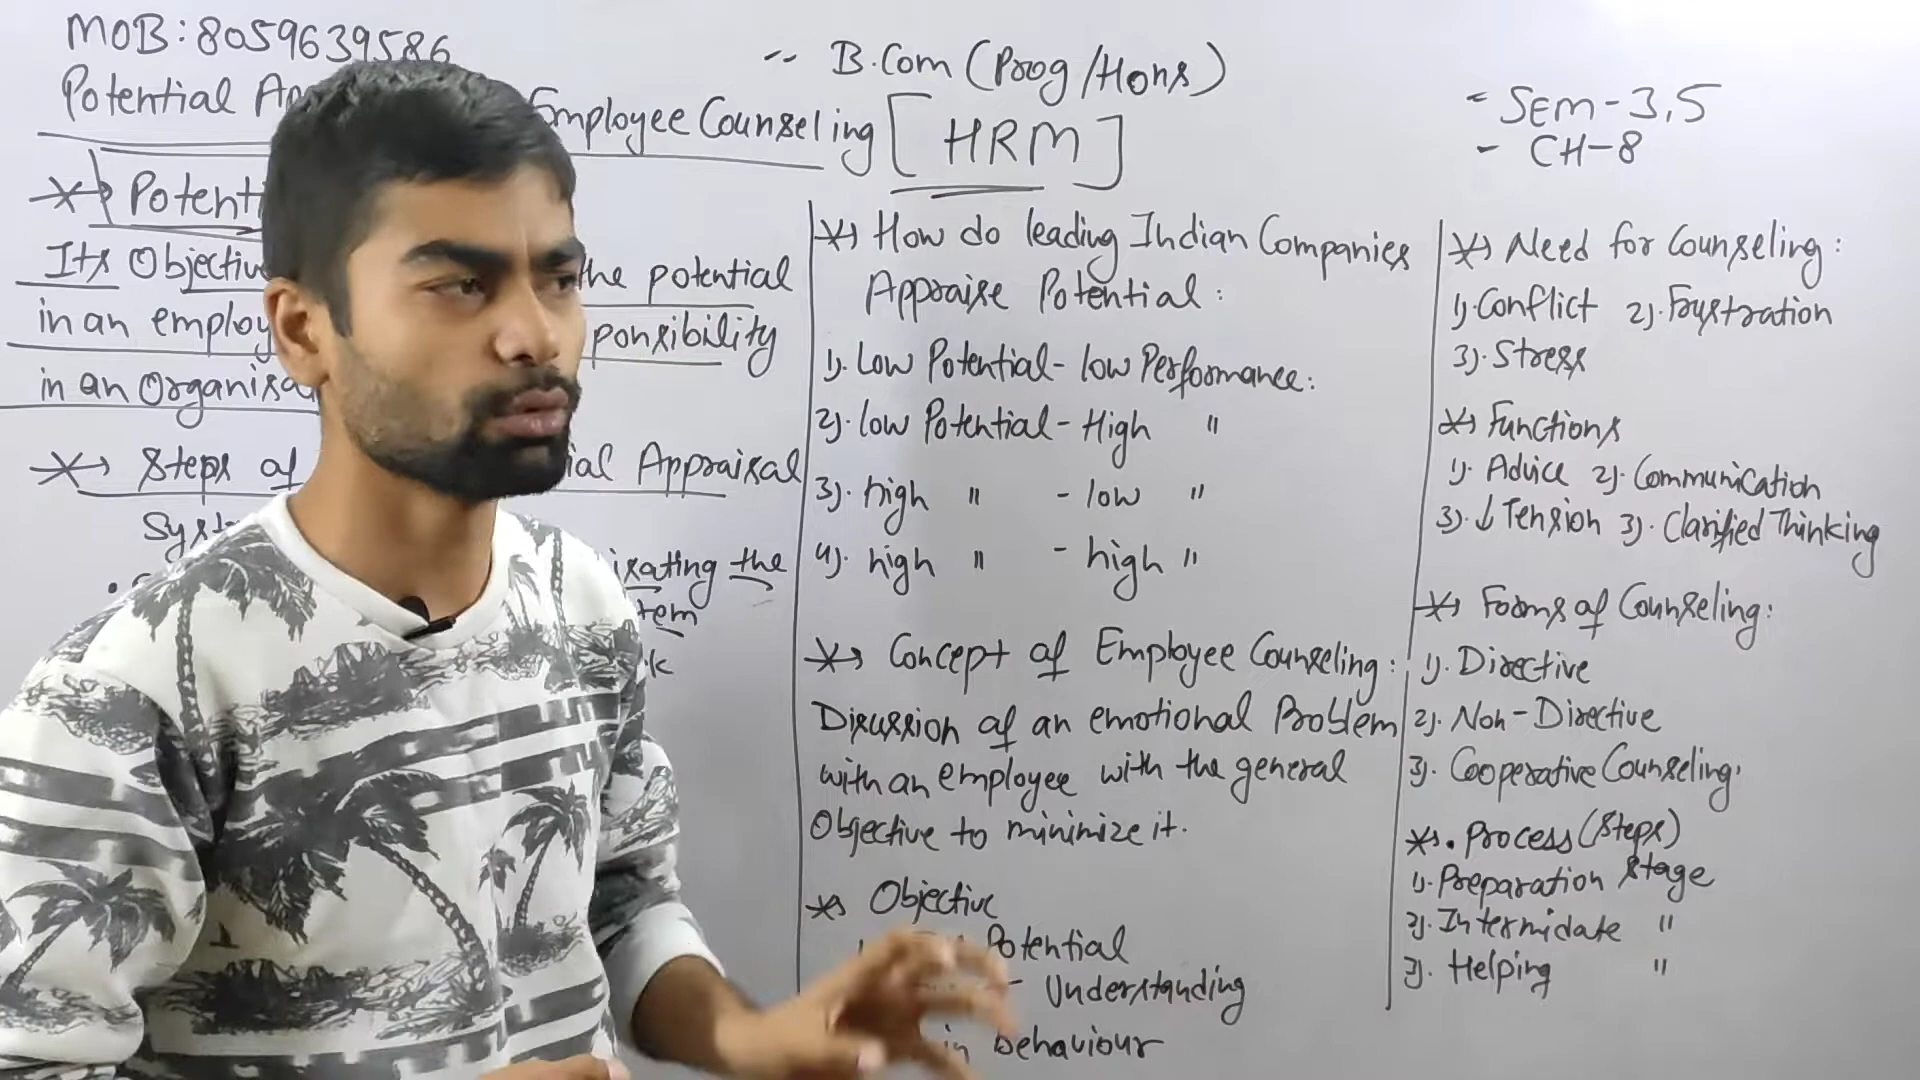 MOB: 8059639586
Potential Employee Counseling [HRM]
-- B.Com (Prog/Hons)
- SEM-3,5
- CH-8
Potenti
Its Objective the potential
in an employ ponsibility
in an Organisa
Steps of ial Appraisal
Syst
ixating the
tem
How do leading Indian Companies
Appraise Potential:
1). Low Potential - low Performance:
2). low Potential - High "
3). high " - low "
4). high " - high "
Concept of Employee Counseling:
Disussion of an emotional Problem
with an employee with the general
Objective to minimize it.
Objective
Potential
- Understanding
in behaviour
Need for Counseling:
1). Conflict 2). Frustration
3). Stress
Functions
1). Advice 2). Communication
3). ↓ Tension 3). Clarified Thinking
Forms of Counseling:
1). Directive
2). Non-Directive
3). Cooperative Counseling.
Process (Steps)
1). Preparation Stage
2). Intermidate "
3). Helping "